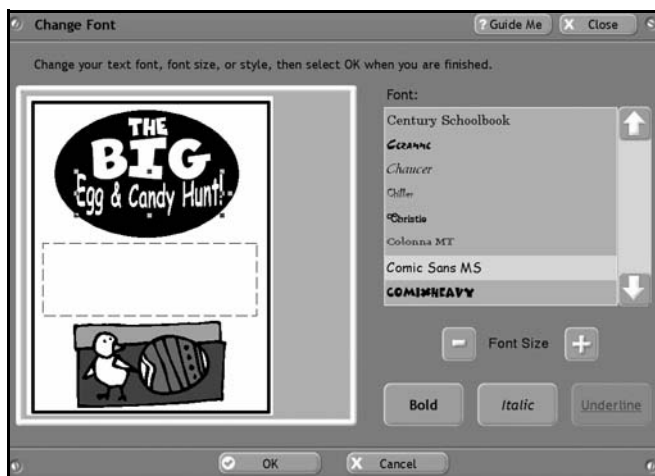 Change Font
? Guide Me
X Close
Change your text font, font size, or style, then select OK when you are finished.
THE
BIG
Egg & Candy Hunt!
Font:
Century Schoolbook
Cezanne
Chaucer
Chiller
Christie
Colonna MT
Comic Sans MS
COMIXHEAVY
- Font Size +
Bold Italic Underline
OK X Cancel